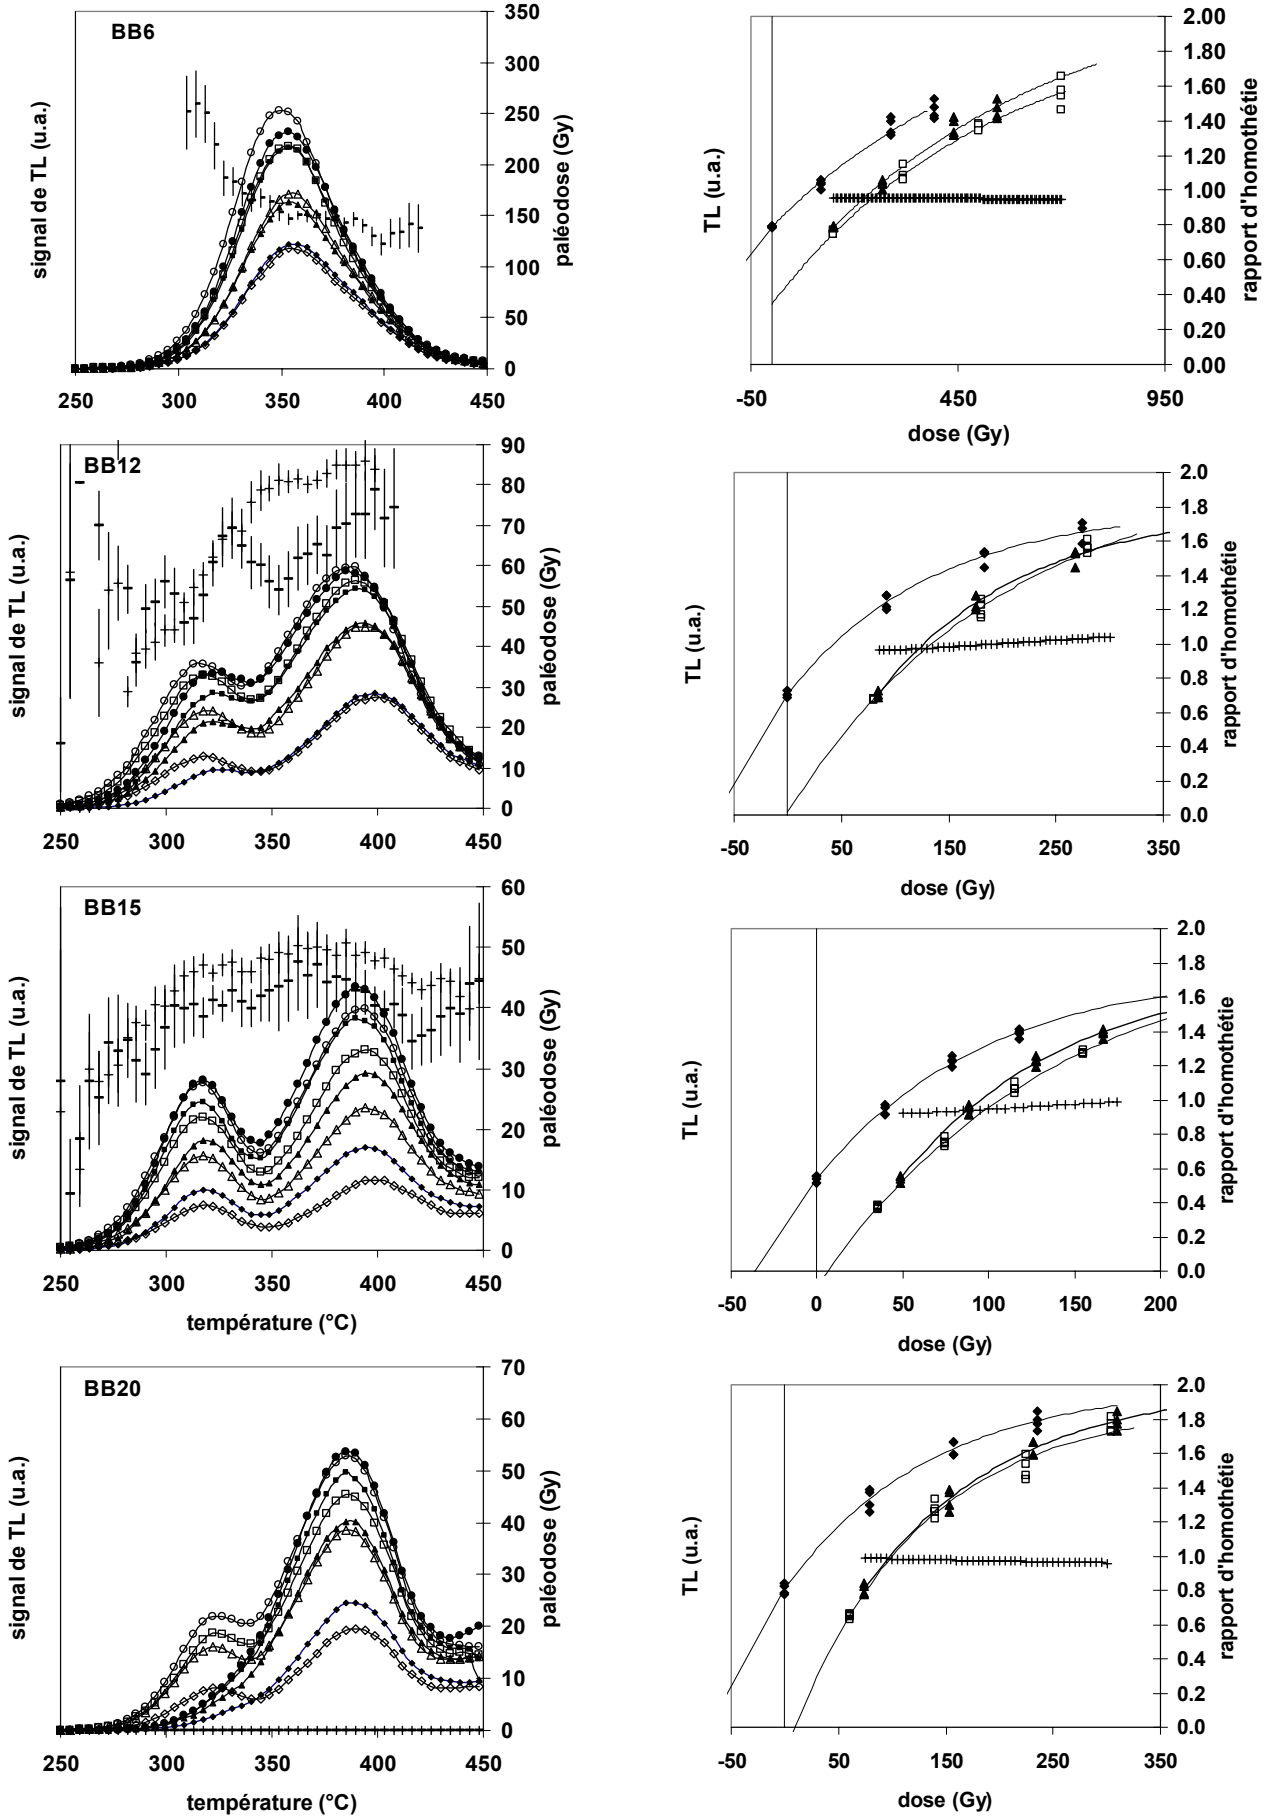 BB6
signal de TL (u.a.)
350
300
250
200
150
100
50
0
paléodose (Gy)
250 300 350 400 450
TL (u.a.)
2.00
1.80
1.60
1.40
1.20
1.00
0.80
0.60
0.40
0.20
0.00
rapport d'homothétie
-50 450 950
dose (Gy)
BB12
signal de TL (u.a.)
90
80
70
60
50
40
30
20
10
0
paléodose (Gy)
250 300 350 400 450
TL (u.a.)
2.0
1.8
1.6
1.4
1.2
1.0
0.8
0.6
0.4
0.2
0.0
rapport d'homothétie
-50 50 150 250 350
dose (Gy)
BB15
signal de TL (u.a.)
60
50
40
30
20
10
0
paléodose (Gy)
250 300 350 400 450
température (°C)
TL (u.a.)
2.0
1.8
1.6
1.4
1.2
1.0
0.8
0.6
0.4
0.2
0.0
rapport d'homothétie
-50 0 50 100 150 200
dose (Gy)
BB20
signal de TL (u.a.)
70
60
50
40
30
20
10
0
paléodose (Gy)
250 300 350 400 450
température (°C)
TL (u.a.)
2.0
1.8
1.6
1.4
1.2
1.0
0.8
0.6
0.4
0.2
0.0
rapport d'homothétie
-50 50 150 250 350
dose (Gy)